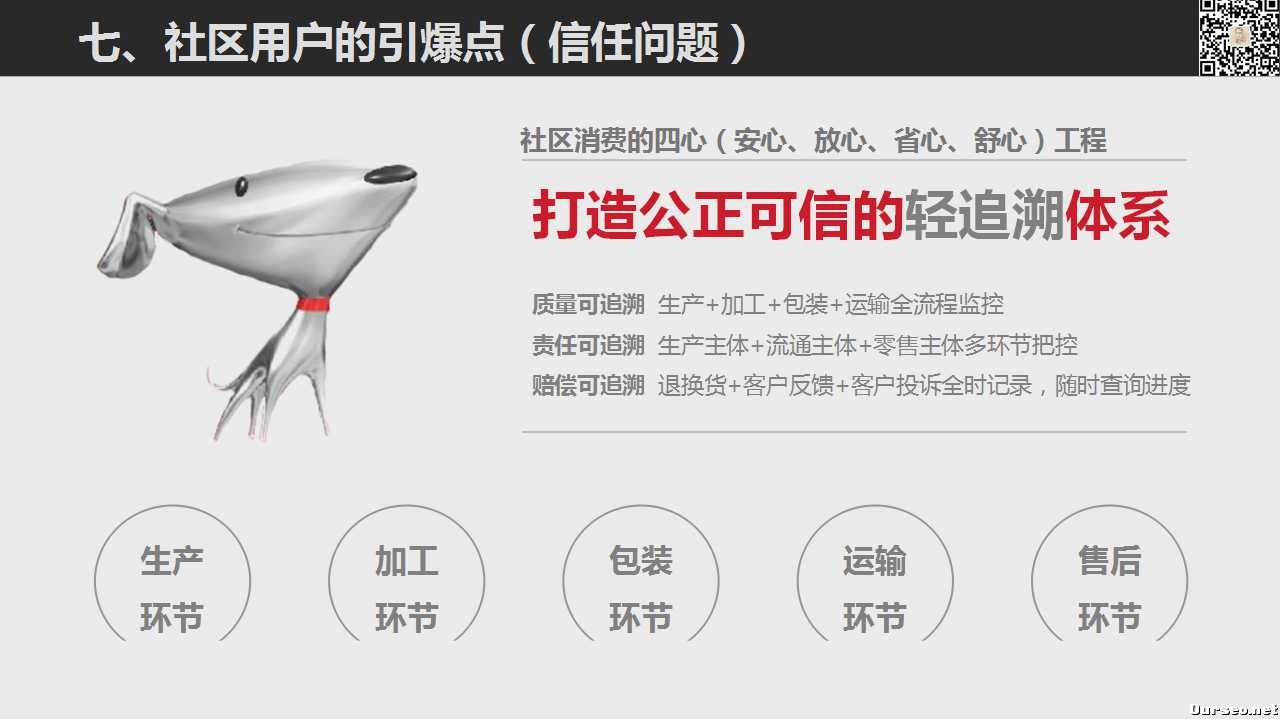 七、社区用户的引爆点（信任问题）
社区消费的四心（安心、放心、省心、舒心）工程
打造公正可信的轻追溯体系
质量可追溯 生产+加工+包装+运输全流程监控
责任可追溯 生产主体+流通主体+零售主体多环节把控
赔偿可追溯 退换货+客户反馈+客户投诉全时记录，随时查询进度
生产
环节
加工
环节
包装
环节
运输
环节
售后
环节
Ourseo.net